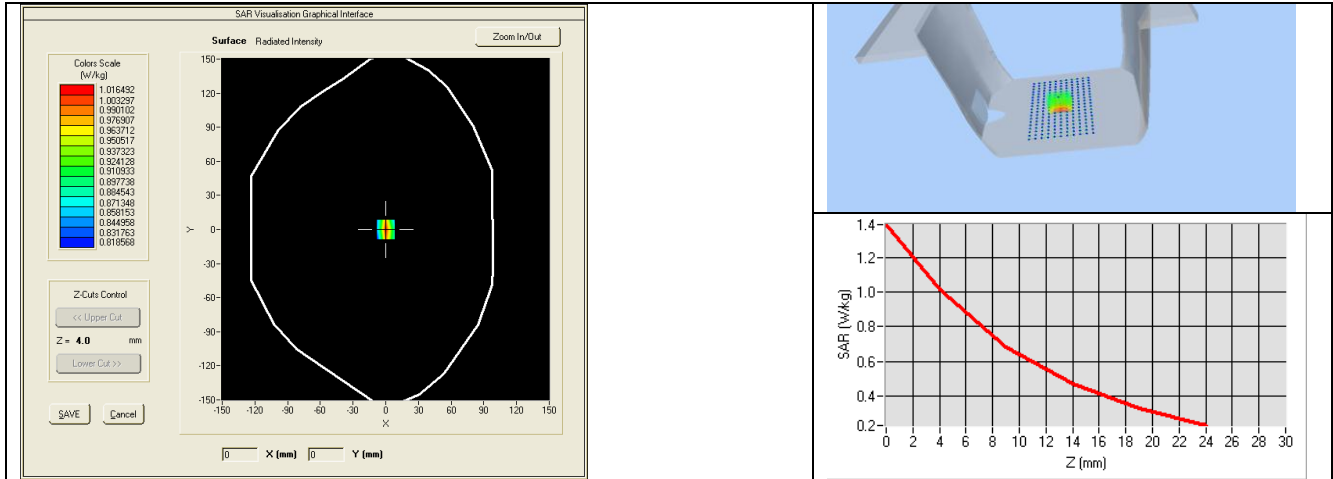 SAR Visualisation Graphical Interface
Surface Radiated Intensity
Zoom In/Out
Colors Scale
(W/kg)
1.016492
1.003297
0.990102
0.976907
0.963712
0.950517
0.937323
0.924128
0.910933
0.897738
0.884543
0.871348
0.858153
0.844958
0.831763
0.818568
Z-Cuts Control
<< Upper Cut
Z = 4.0 mm
Lower Cut >>
SAVE Cancel
150
120
90
60
30
0
-30
-60
-90
-120
-150
Y
-150 -120 -90 -60 -30 0 30 60 90 120 150
X
0 X (mm) 0 Y (mm)
1.4
1.2
1.0
0.8
0.6
0.4
0.2
SAR (W/kg)
0 2 4 6 8 10 12 14 16 18 20 22 24 26 28 30
Z (mm)